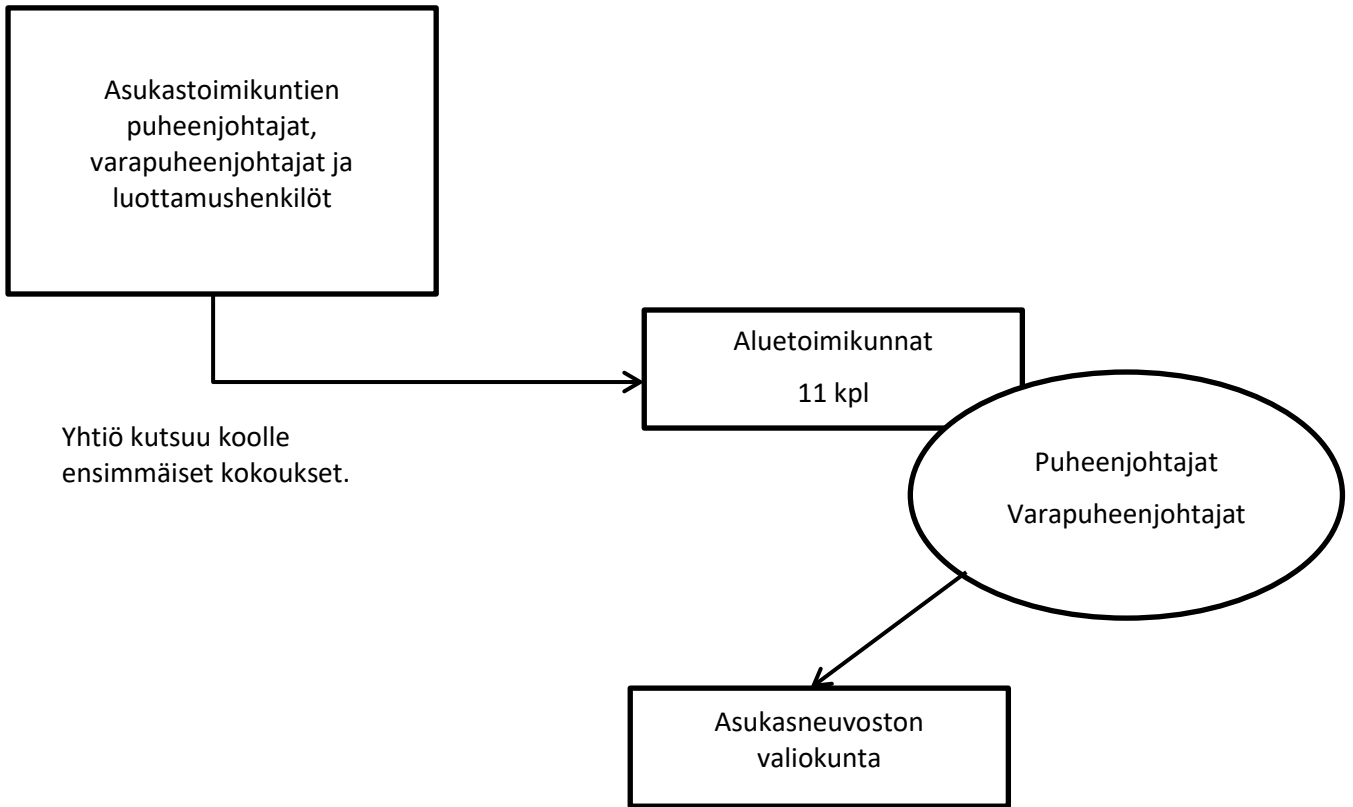 Asukastoimikuntien
puheenjohtajat,
varapuheenjohtajat ja
luottamushenkilöt
Aluetoimikunnat
11 kpl
Yhtiö kutsuu koolle
ensimmäiset kokoukset.
Puheenjohtajat
Varapuheenjohtajat
Asukasneuvoston
valiokunta